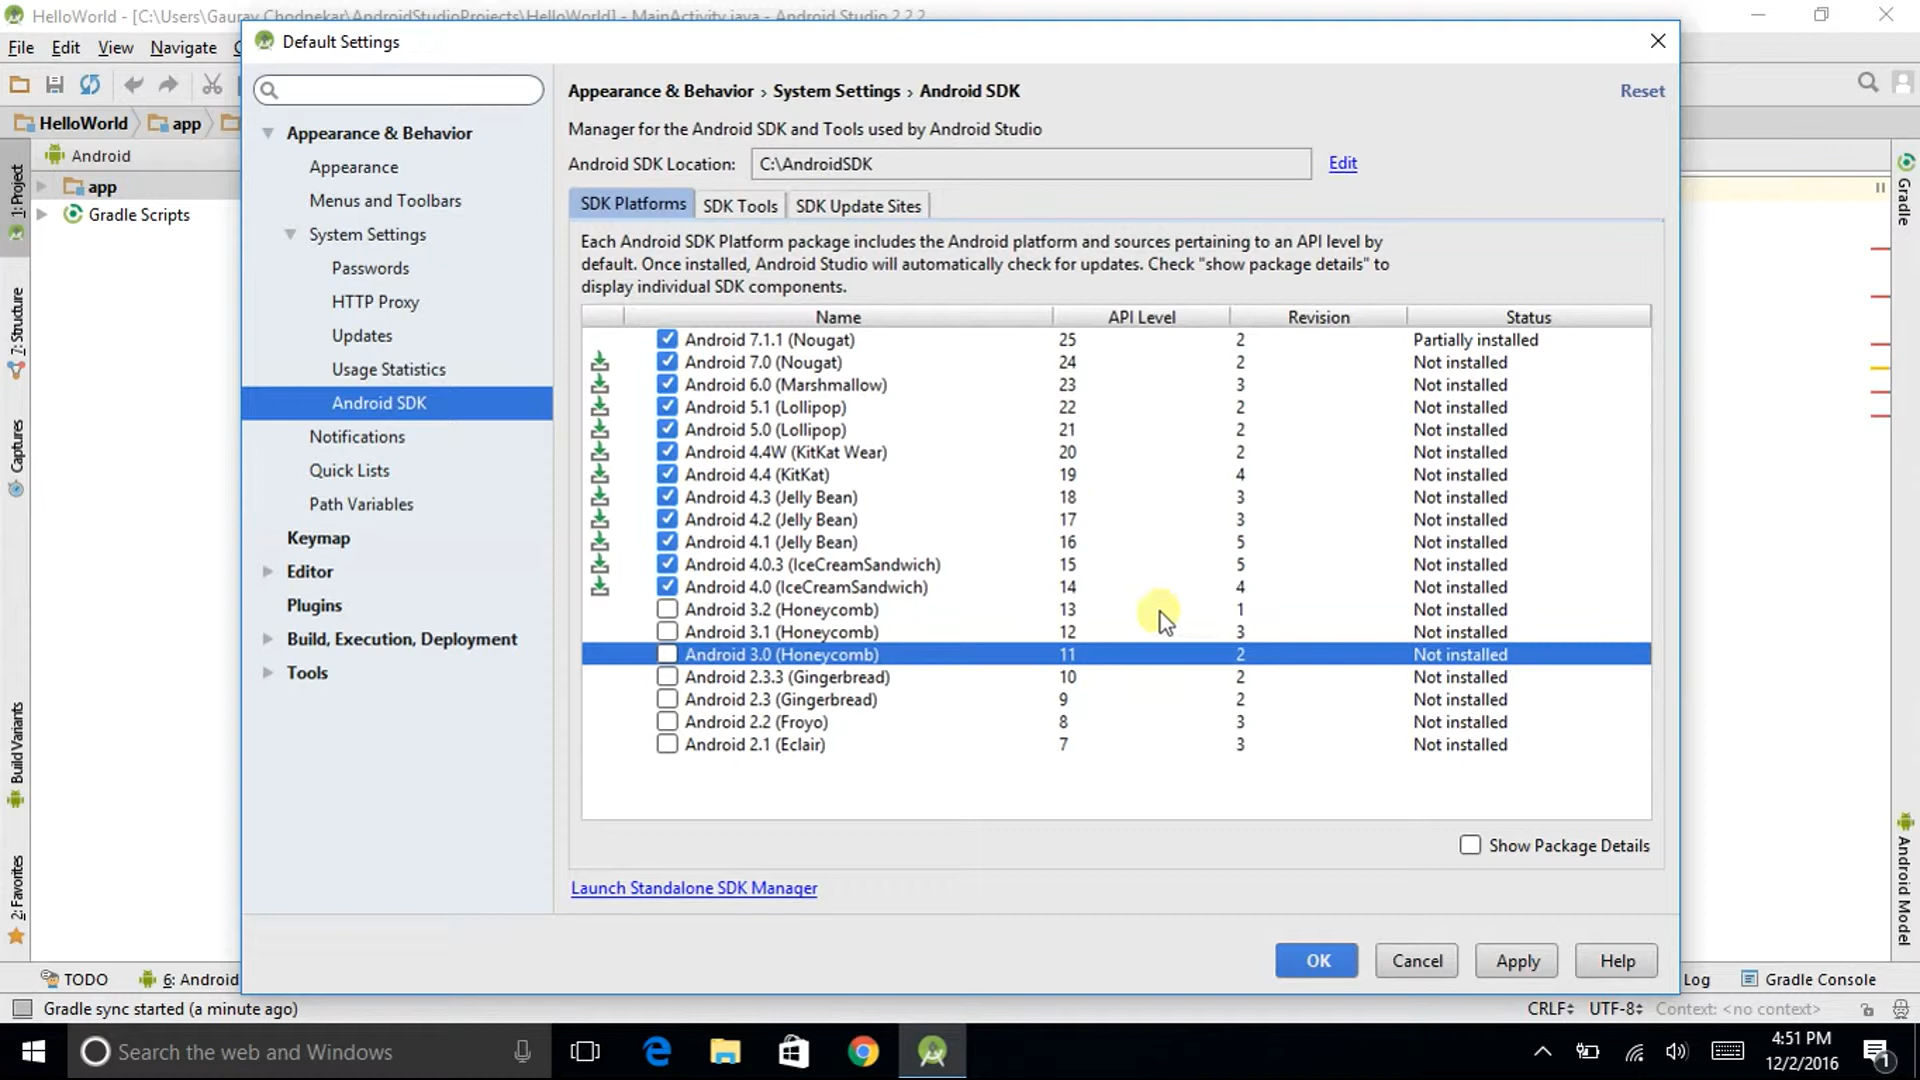 HelloWorld - [C:\Users\Gaurav Chodnekar\AndroidStudioProjects\HelloWorld] - MainActivity.java - Android Studio 2.2.2
File Edit View Navigate
HelloWorld app
Android
app
Gradle Scripts
1: Project
7: Structure
Captures
Build Variants
2: Favorites
Default Settings
Appearance & Behavior
Appearance
Menus and Toolbars
System Settings
Passwords
HTTP Proxy
Updates
Usage Statistics
Android SDK
Notifications
Quick Lists
Path Variables
Keymap
Editor
Plugins
Build, Execution, Deployment
Tools
Appearance & Behavior › System Settings › Android SDK
Reset
Manager for the Android SDK and Tools used by Android Studio
Android SDK Location: C:\AndroidSDK Edit
SDK Platforms SDK Tools SDK Update Sites
Each Android SDK Platform package includes the Android platform and sources pertaining to an API level by
default. Once installed, Android Studio will automatically check for updates. Check "show package details" to
display individual SDK components.
Name API Level Revision Status
Android 7.1.1 (Nougat) 25 2 Partially installed
Android 7.0 (Nougat) 24 2 Not installed
Android 6.0 (Marshmallow) 23 3 Not installed
Android 5.1 (Lollipop) 22 2 Not installed
Android 5.0 (Lollipop) 21 2 Not installed
Android 4.4W (KitKat Wear) 20 2 Not installed
Android 4.4 (KitKat) 19 4 Not installed
Android 4.3 (Jelly Bean) 18 3 Not installed
Android 4.2 (Jelly Bean) 17 3 Not installed
Android 4.1 (Jelly Bean) 16 5 Not installed
Android 4.0.3 (IceCreamSandwich) 15 5 Not installed
Android 4.0 (IceCreamSandwich) 14 4 Not installed
Android 3.2 (Honeycomb) 13 1 Not installed
Android 3.1 (Honeycomb) 12 3 Not installed
Android 3.0 (Honeycomb) 11 2 Not installed
Android 2.3.3 (Gingerbread) 10 2 Not installed
Android 2.3 (Gingerbread) 9 2 Not installed
Android 2.2 (Froyo) 8 3 Not installed
Android 2.1 (Eclair) 7 3 Not installed
Show Package Details
Launch Standalone SDK Manager
OK Cancel Apply Help
Gradle
Android Model
TODO 6: Android Log Gradle Console
Gradle sync started (a minute ago) CRLF UTF-8 Context: <no context>
Search the web and Windows
4:51 PM
12/2/2016
1